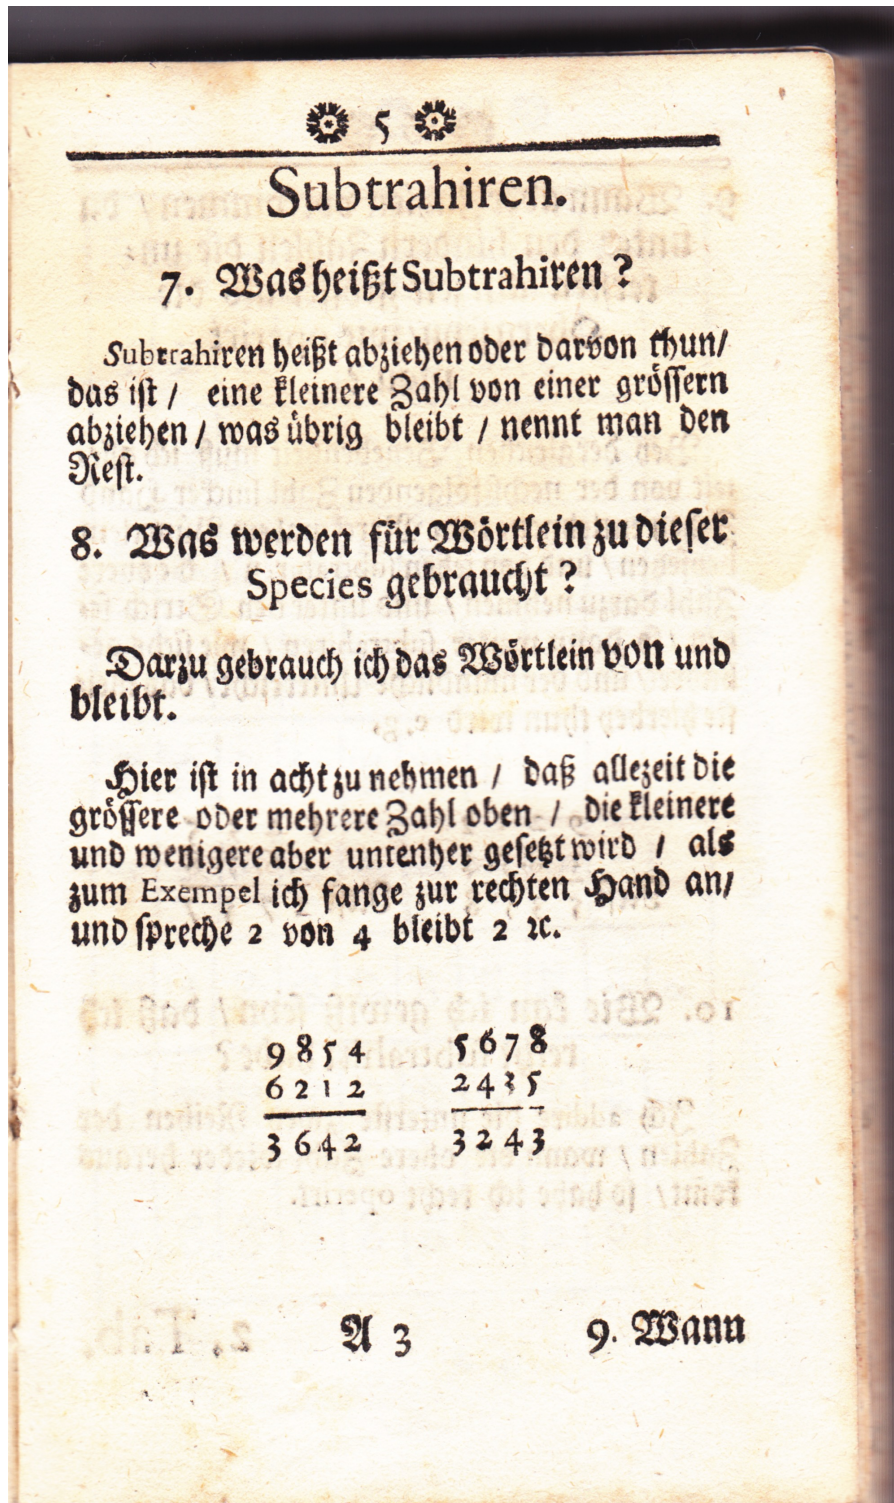 5
Subtrahiren.
7. Was heißt Subtrahiren?
Subtrahiren heißt abziehen oder darvon thun/
das ist / eine kleinere Zahl von einer grössern
abziehen / was übrig bleibt / nennt man den
Rest.
8. Was werden für Wörtlein zu dieser
Species gebraucht?
Darzu gebrauch ich das Wörtlein von und
bleibt.
Hier ist in acht zu nehmen / daß allezeit die
grössere oder mehrere Zahl oben / die kleinere
und wenigere aber untenher gesetzt wird / als
zum Exempel ich fange zur rechten Hand an/
und spreche 2 von 4 bleibt 2 ꝛc.
9854 5678
6212 2435
3642 3243
A 3 9. Wann